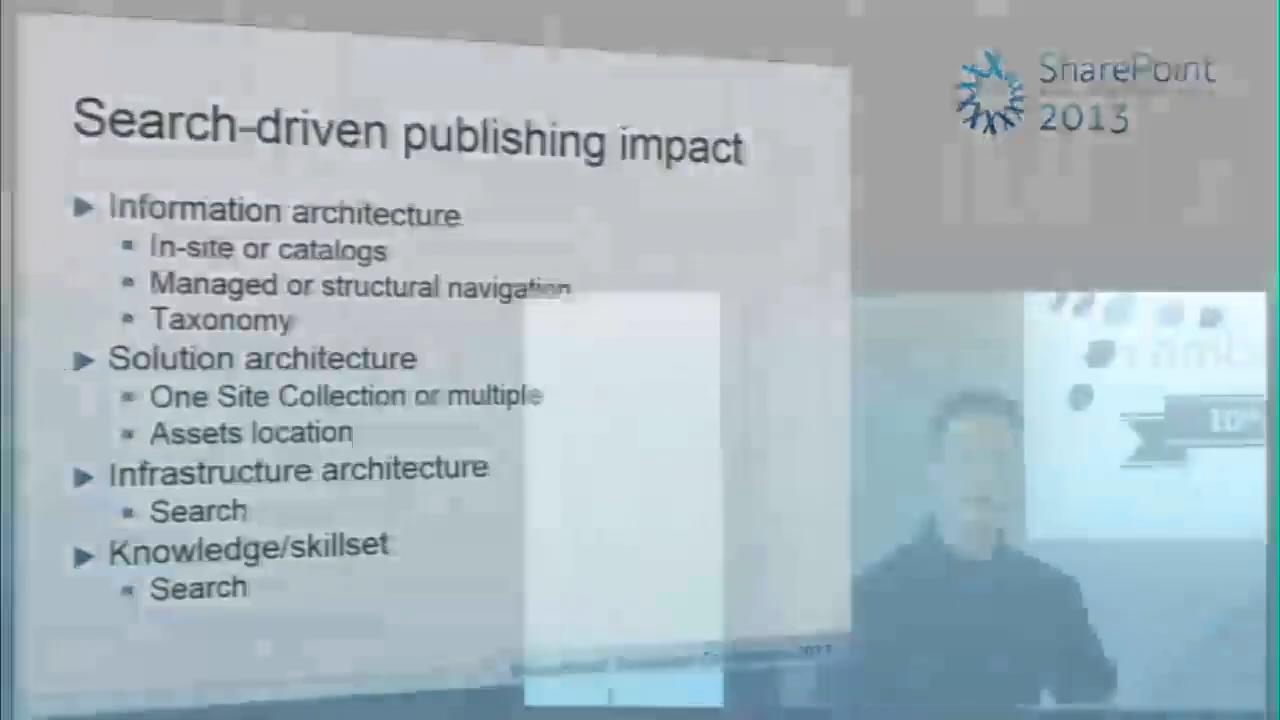 SharePoint
2013
Search-driven publishing impact
Information architecture
In-site or catalogs
Managed or structural navigation
Taxonomy
Solution architecture
One Site Collection or multiple
Assets location
Infrastructure architecture
Search
Knowledge/skillset
Search
10th